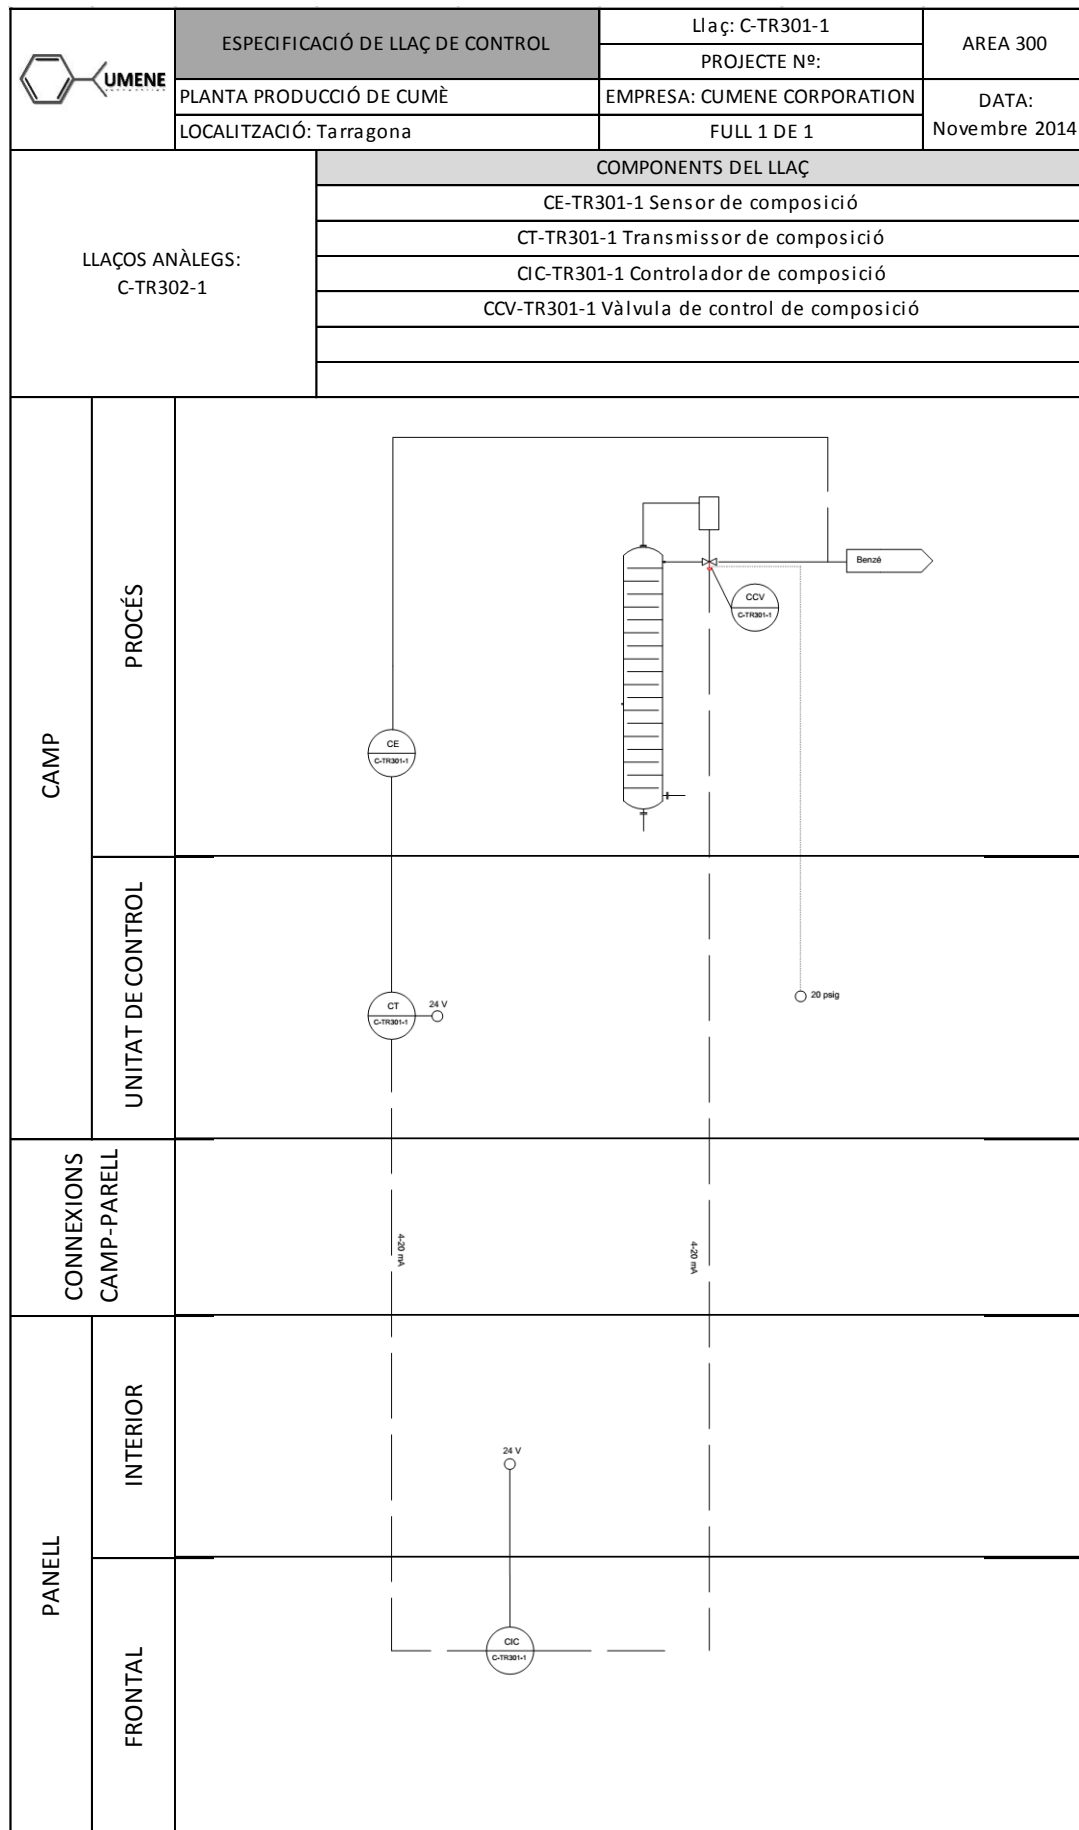 UMENE
ESPECIFICACIÓ DE LLAÇ DE CONTROL
Llaç: C-TR301-1
PROJECTE Nº:
AREA 300
PLANTA PRODUCCIÓ DE CUMÈ
EMPRESA: CUMENE CORPORATION
DATA:
Novembre 2014
LOCALITZACIÓ: Tarragona
FULL 1 DE 1
LLAÇOS ANÀLEGS:
C-TR302-1
COMPONENTS DEL LLAÇ
CE-TR301-1 Sensor de composició
CT-TR301-1 Transmissor de composició
CIC-TR301-1 Controlador de composició
CCV-TR301-1 Vàlvula de control de composició
CAMP
PROCÉS
Benzé
CCV
C-TR301-1
CE
C-TR301-1
UNITAT DE CONTROL
CT
C-TR301-1
24 V
20 psig
CONNEXIONS
CAMP-PARELL
4-20 mA
4-20 mA
PANELL
INTERIOR
24 V
FRONTAL
CIC
C-TR301-1